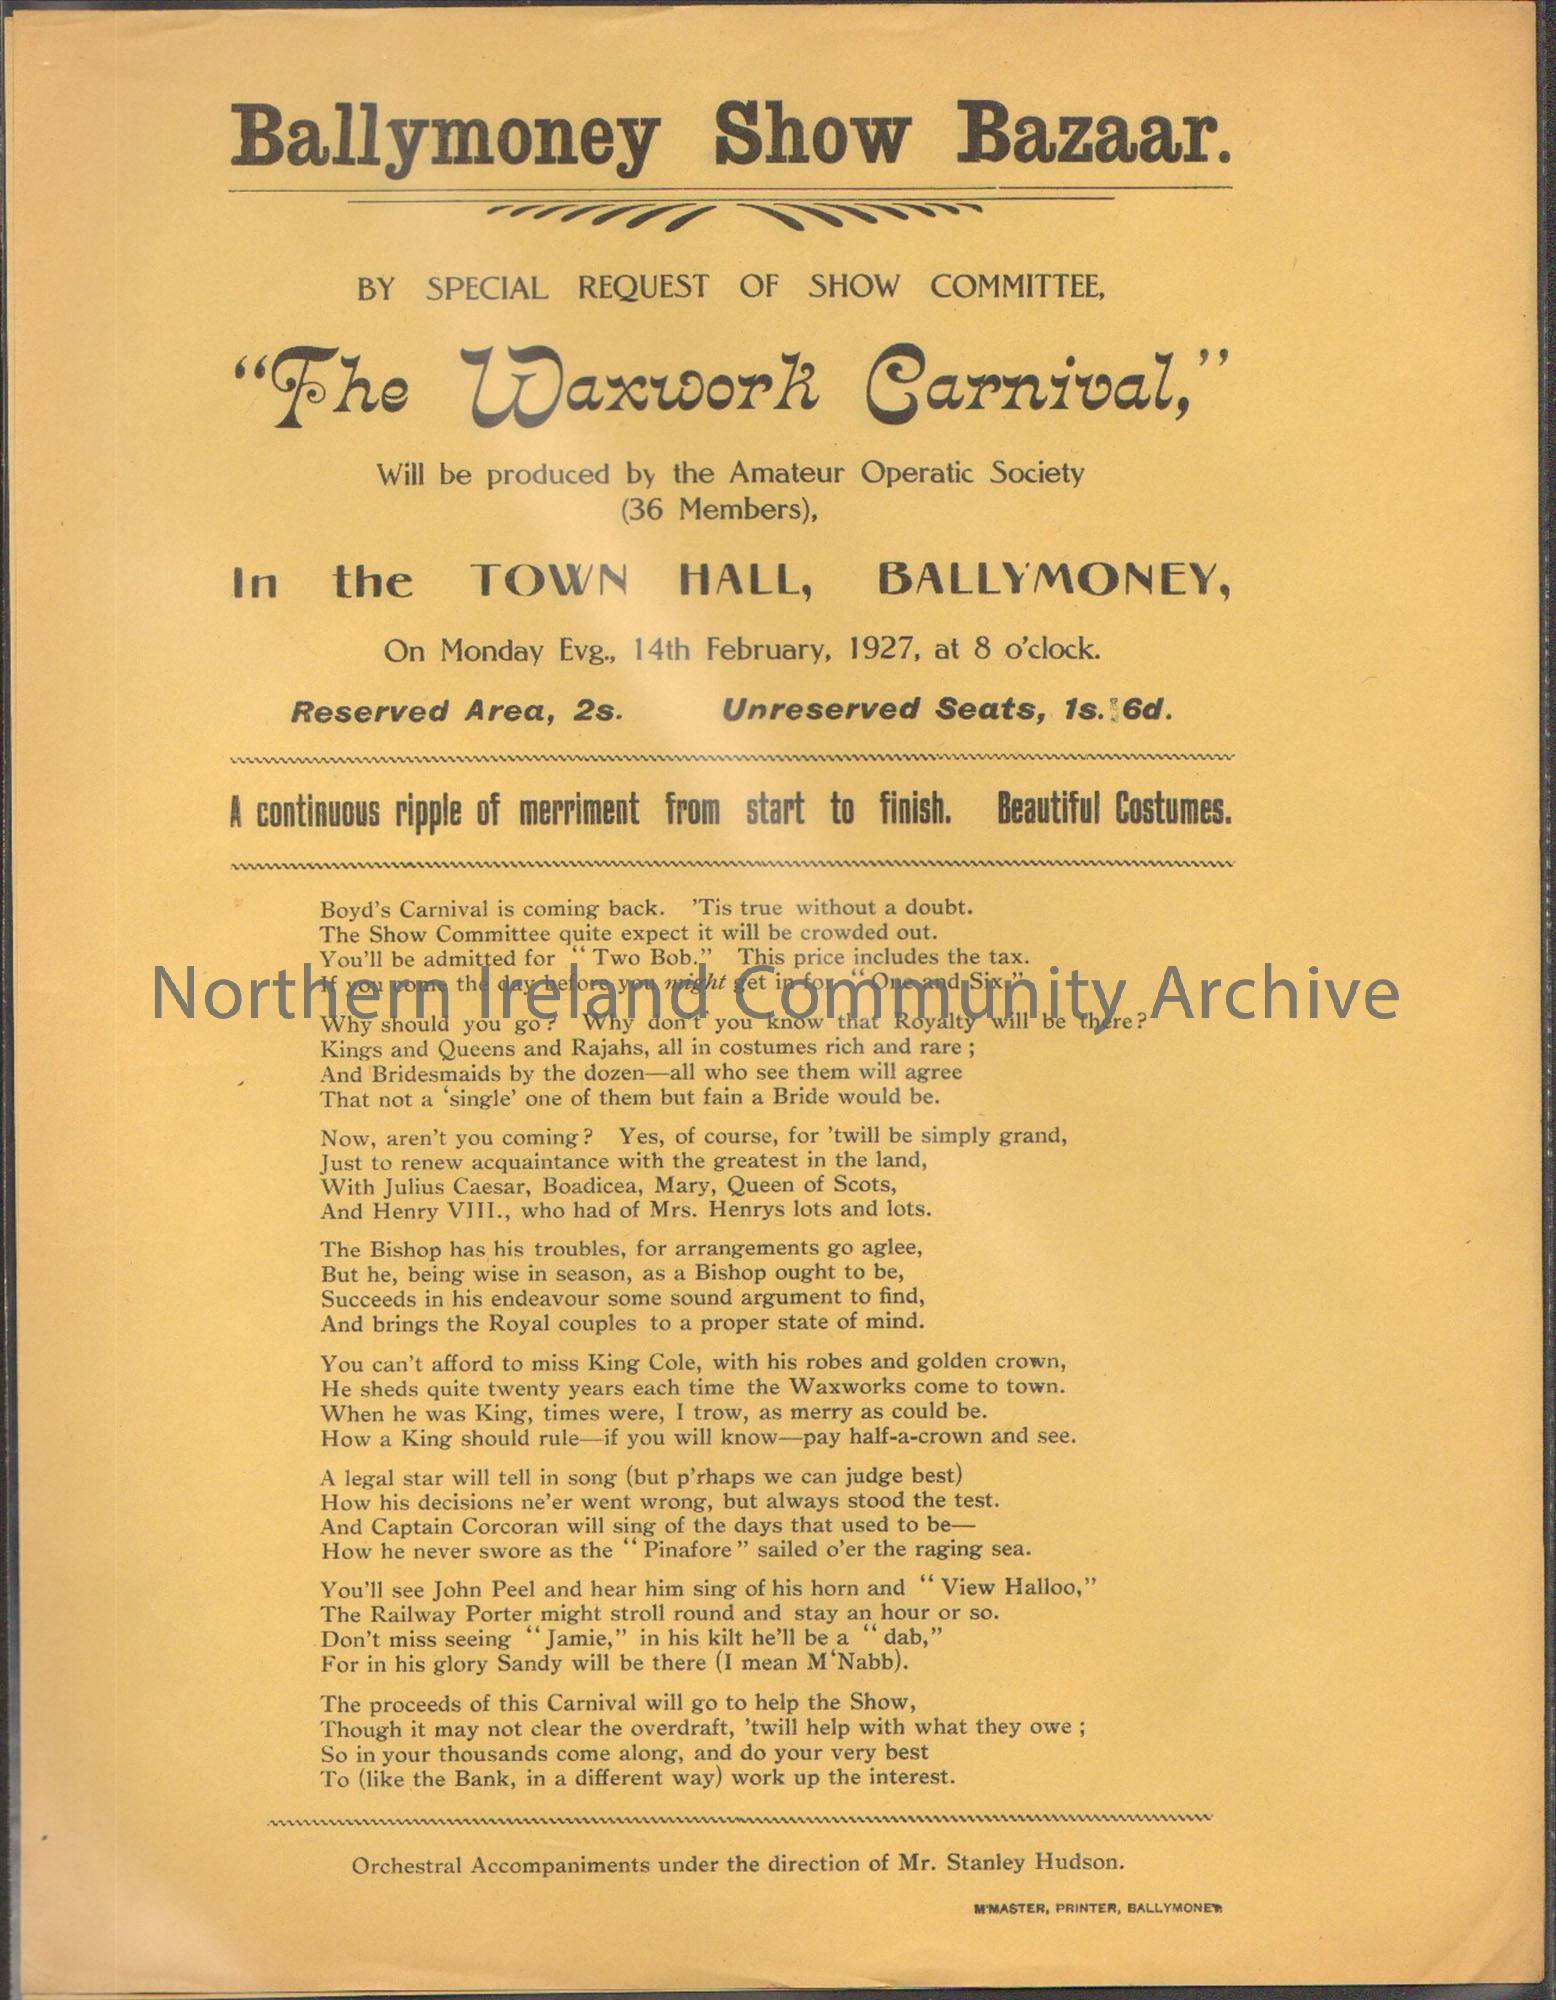 Ballymoney Show Bazaar.
BY SPECIAL REQUEST OF SHOW COMMITTEE,
“The Waxwork Carnival,”
Will be produced by the Amateur Operatic Society
(36 Members),
In the TOWN HALL, BALLYMONEY,
On Monday Evg., 14th February, 1927, at 8 o'clock.
Reserved Area, 2s. Unreserved Seats, 1s. 6d.
A continuous ripple of merriment from start to finish. Beautiful Costumes.
Boyd's Carnival is coming back. 'Tis true without a doubt.
The Show Committee quite expect it will be crowded out.
You'll be admitted for “Two Bob.” This price includes the tax.
If you come the day before you might get in for “One and Six.”
Northern Ireland Community Archive
Why should you go? Why don't you know that Royalty will be there?
Kings and Queens and Rajahs, all in costumes rich and rare;
And Bridesmaids by the dozen—all who see them will agree
That not a ‘single’ one of them but fain a Bride would be.
Now, aren't you coming? Yes, of course, for 'twill be simply grand,
Just to renew acquaintance with the greatest in the land,
With Julius Caesar, Boadicea, Mary, Queen of Scots,
And Henry VIII., who had of Mrs. Henrys lots and lots.
The Bishop has his troubles, for arrangements go aglee,
But he, being wise in season, as a Bishop ought to be,
Succeeds in his endeavour some sound argument to find,
And brings the Royal couples to a proper state of mind.
You can't afford to miss King Cole, with his robes and golden crown,
He sheds quite twenty years each time the Waxworks come to town.
When he was King, times were, I trow, as merry as could be.
How a King should rule—if you will know—pay half-a-crown and see.
A legal star will tell in song (but p'rhaps we can judge best)
How his decisions ne'er went wrong, but always stood the test.
And Captain Corcoran will sing of the days that used to be—
How he never swore as the “Pinafore” sailed o'er the raging sea.
You'll see John Peel and hear him sing of his horn and “View Halloo,”
The Railway Porter might stroll round and stay an hour or so.
Don't miss seeing “Jamie,” in his kilt he'll be a “dab,”
For in his glory Sandy will be there (I mean M‘Nabb).
The proceeds of this Carnival will go to help the Show,
Though it may not clear the overdraft, 'twill help with what they owe;
So in your thousands come along, and do your very best
To (like the Bank, in a different way) work up the interest.
Orchestral Accompaniments under the direction of Mr. Stanley Hudson.
M'MASTER, PRINTER, BALLYMONEY.